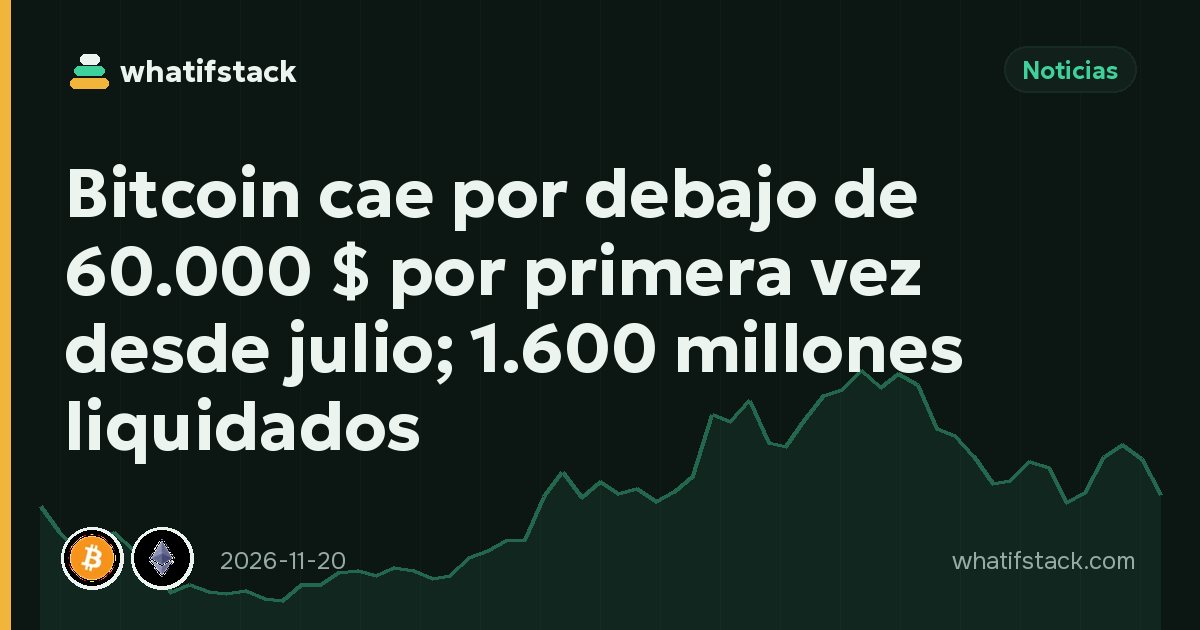 whatifstack
Noticias
Bitcoin cae por debajo de
60.000 $ por primera vez
desde julio; 1.600 millones
liquidados
2026-11-20
whatifstack.com